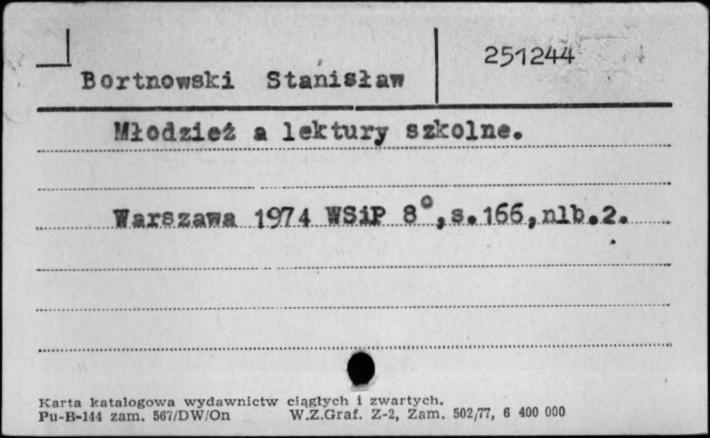 251244
Bortnowski Stanisław
Młodzież a lektury szkolne.
Warszawa 1974 WSiP 8°,s.166,nlb.2.
Karta katalogowa wydawnictw ciągłych i zwartych.
Pu-B-144 zam. 567/DW/On W.Z.Graf. Z-2, Zam. 502/77, 6 400 000